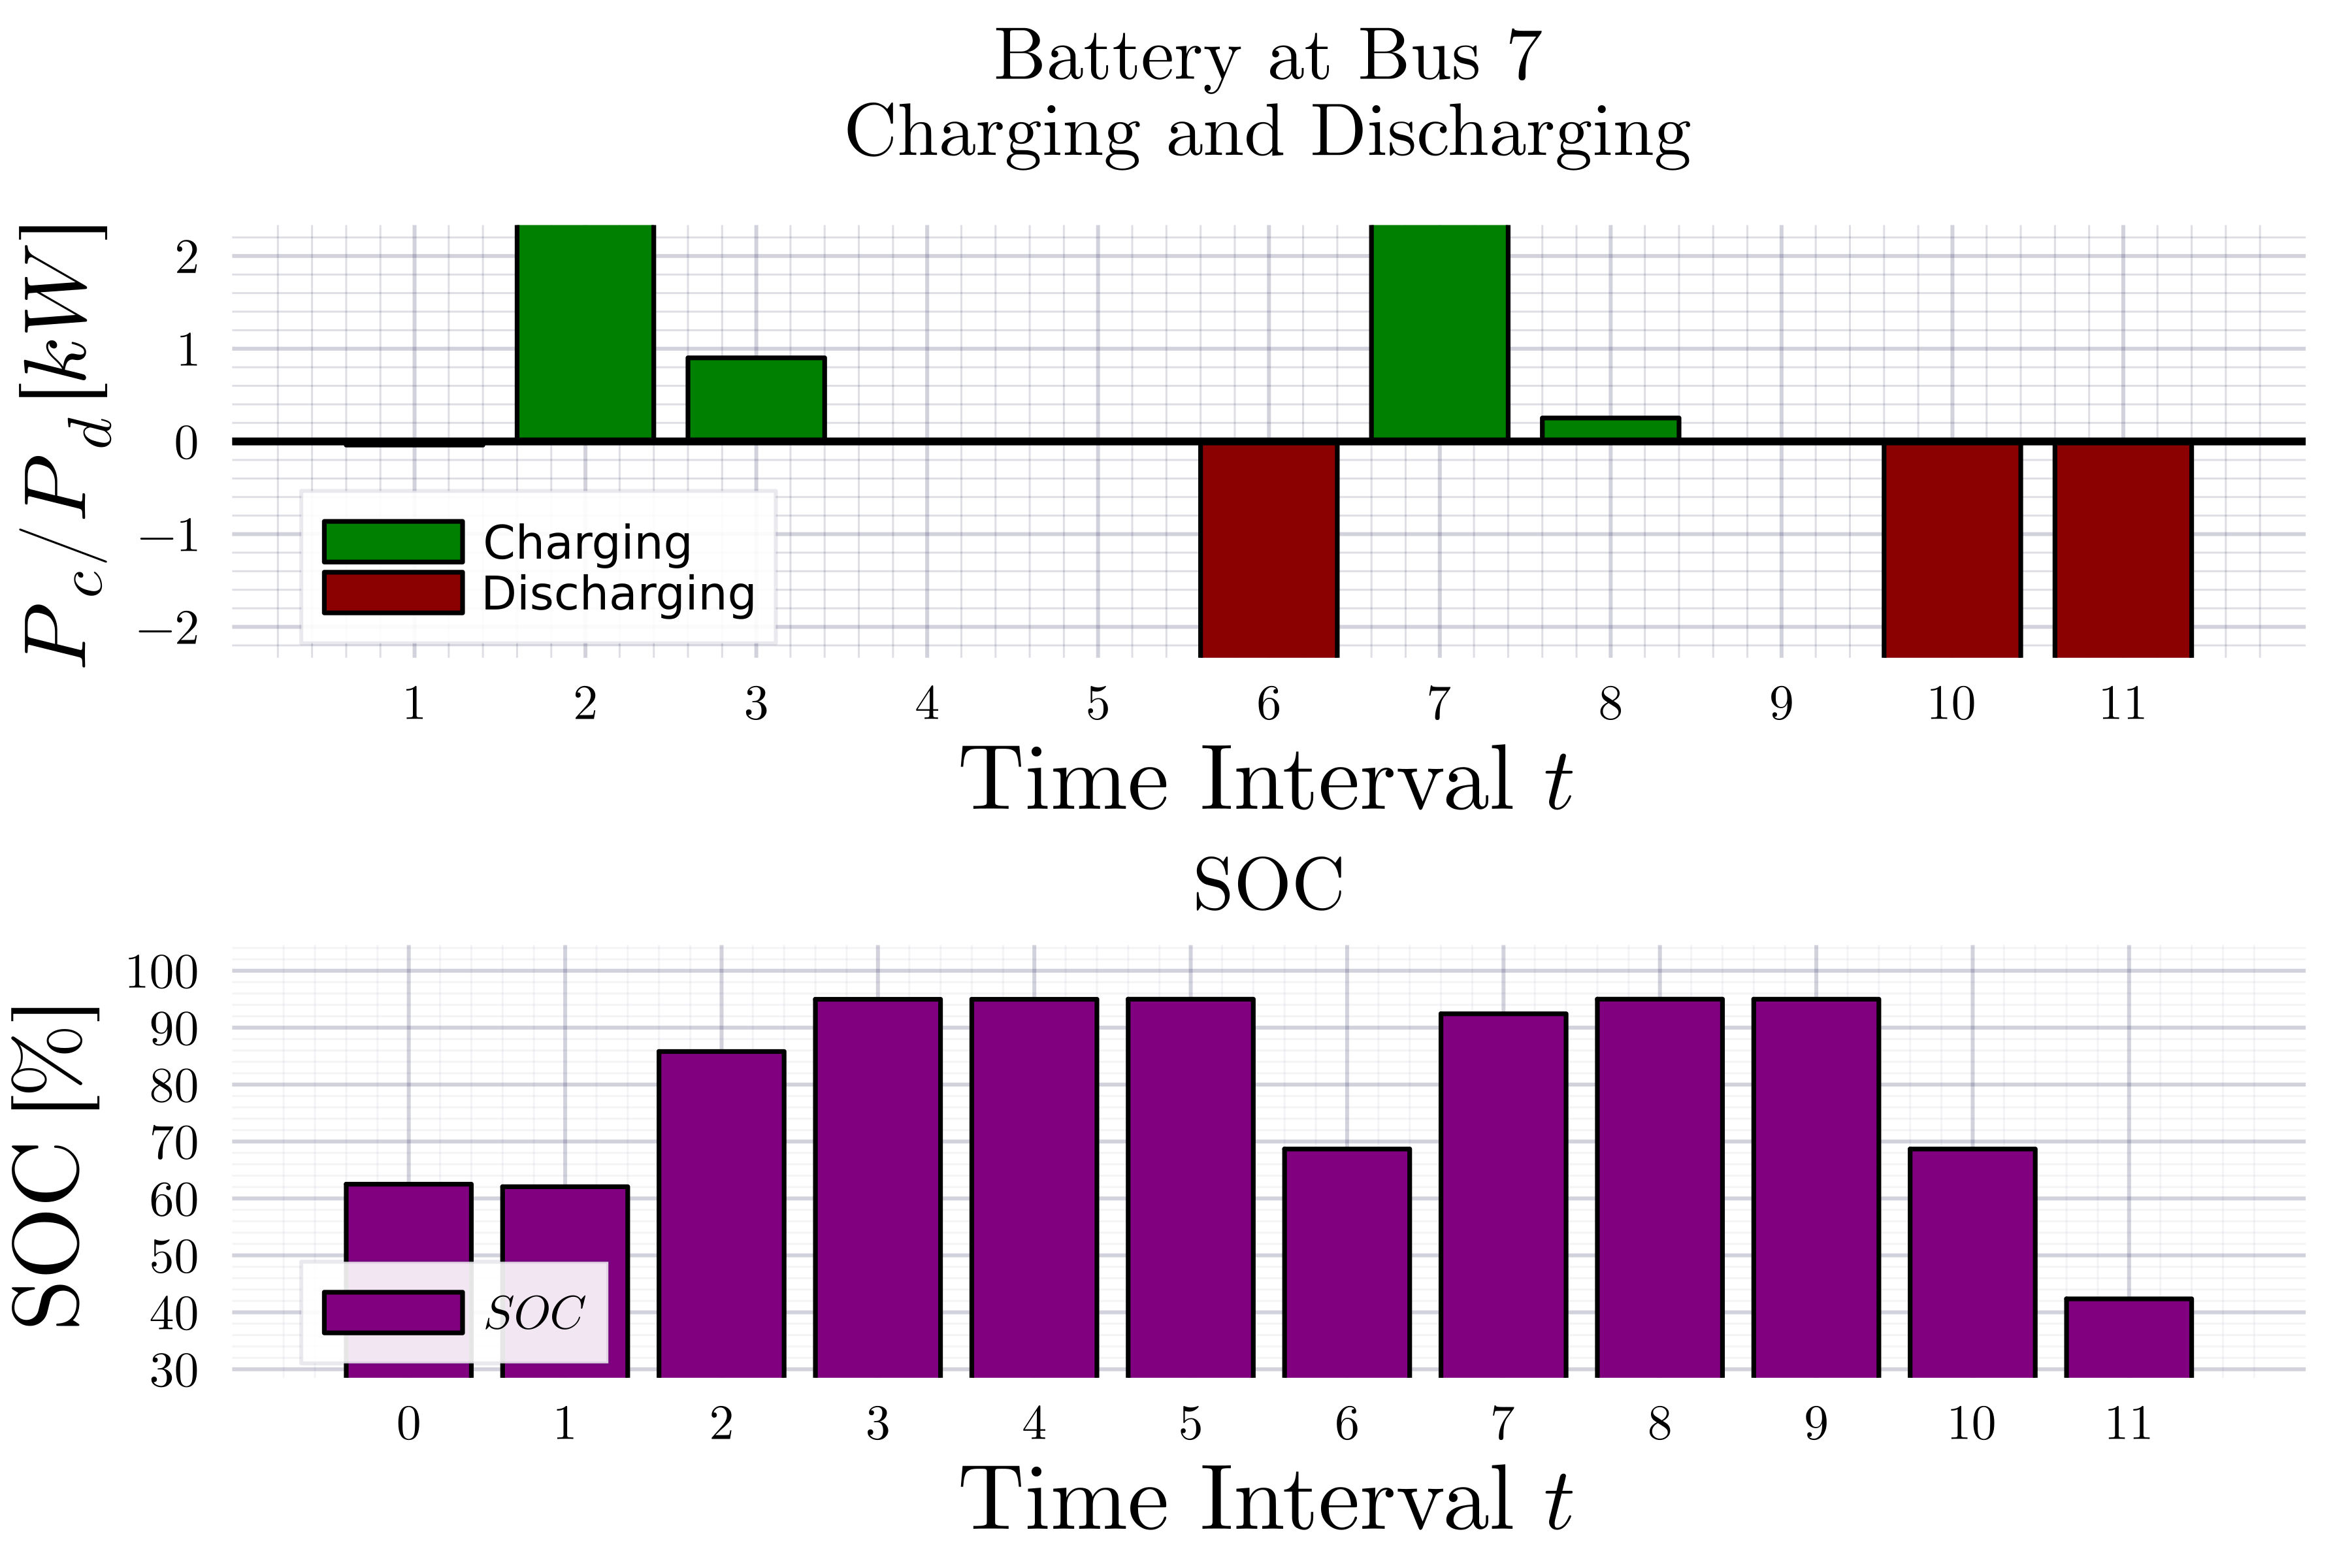 Battery at Bus 7
Charging and Discharging
P_c/P_d [kW]
2
1
0
−1
−2
Charging
Discharging
1 2 3 4 5 6 7 8 9 10 11
Time Interval t
SOC
SOC [%]
100
90
80
70
60
50
40
30
SOC
0 1 2 3 4 5 6 7 8 9 10 11
Time Interval t